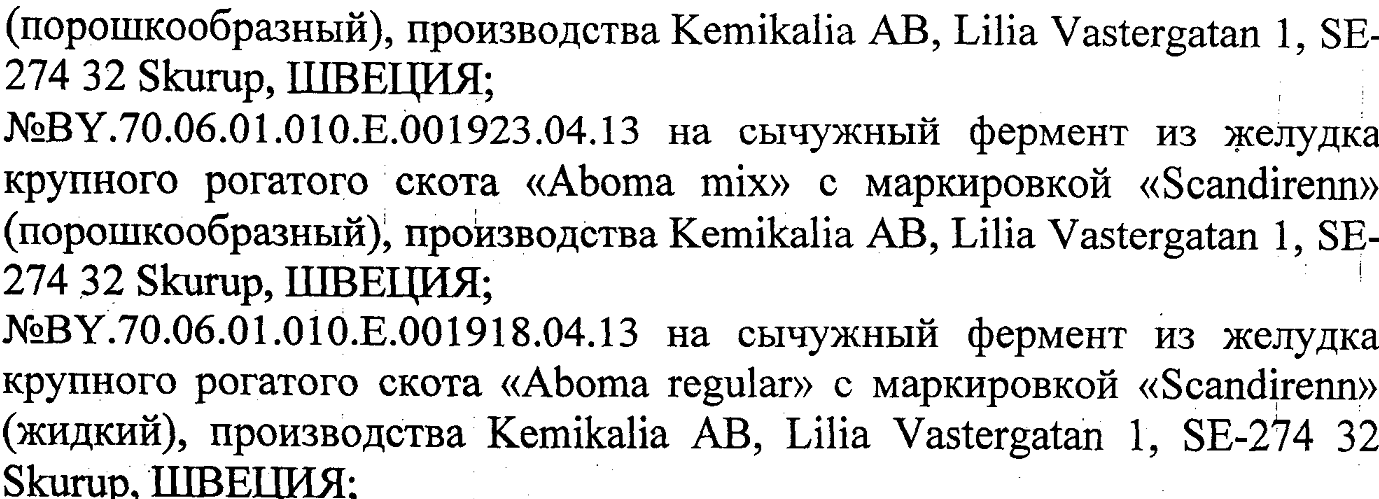 (порошкообразный), производства Kemikalia AB, Lilia Vastergatan 1, SE-
274 32 Skurup, ШВЕЦИЯ;
№BY.70.06.01.010.E.001923.04.13 на сычужный фермент из желудка
крупного рогатого скота «Aboma mix» с маркировкой «Scandirenn»
(порошкообразный), производства Kemikalia AB, Lilia Vastergatan 1, SE-
274 32 Skurup, ШВЕЦИЯ;
№BY.70.06.01.010.E.001918.04.13 на сычужный фермент из желудка
крупного рогатого скота «Aboma regular» с маркировкой «Scandirenn»
(жидкий), производства Kemikalia AB, Lilia Vastergatan 1, SE-274 32
Skurup, ШВЕЦИЯ;